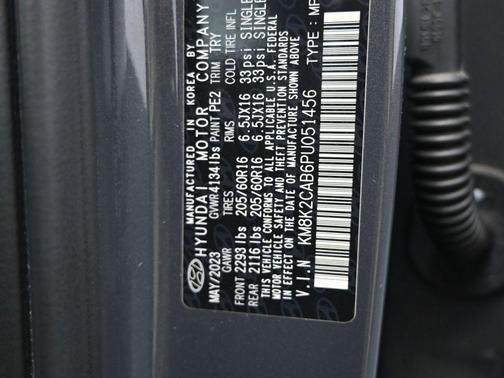 MANUFACTURED IN KOREA BY
HYUNDAI MOTOR COMPANY
MAY/2023 GVWR 4134 lbs PAINT PE2 TRIM TRY
GAWR TIRES RIMS COLD TIRE INFL
FRONT 2293 lbs 205/60R16 6.5JX16 33psi SINGLE
REAR 2116 lbs 205/60R16 6.5JX16 33psi SINGLE
THIS VEHICLE CONFORMS TO ALL APPLICABLE U.S.A. FEDERAL
MOTOR VEHICLE SAFETY AND THEFT PREVENTION STANDARDS
IN EFFECT ON THE DATE OF MANUFACTURE SHOWN ABOVE
V.I.N KM8K2CAB6PU051456 TYPE : MP